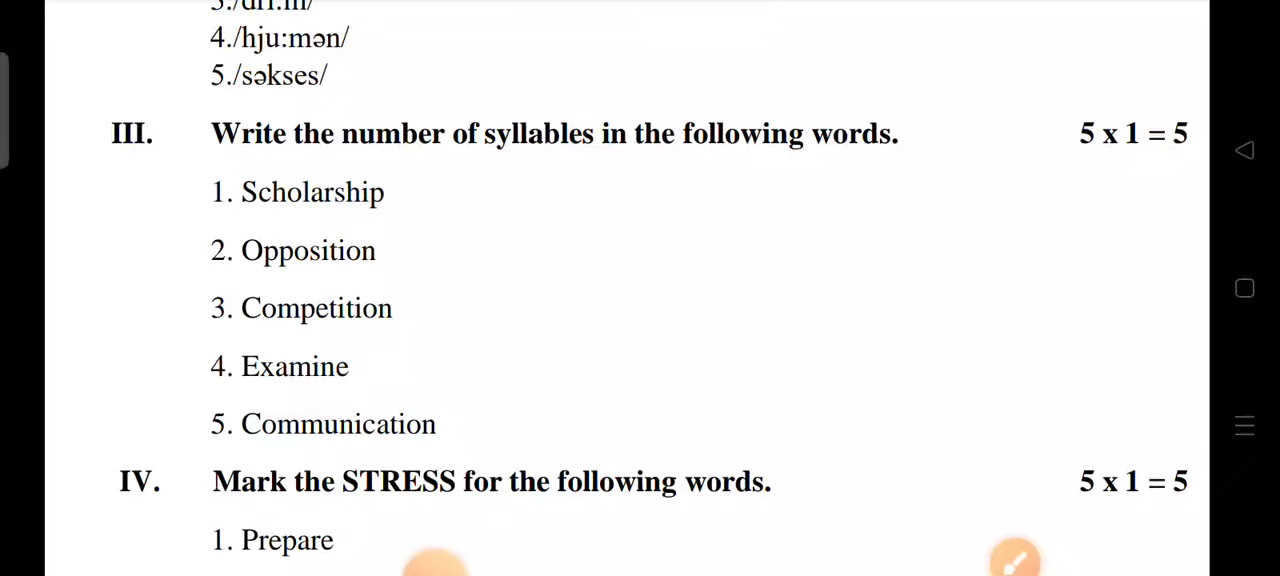 4./hju:mən/
5./səkses/
III. Write the number of syllables in the following words. 5 x 1 = 5
1. Scholarship
2. Opposition
3. Competition
4. Examine
5. Communication
IV. Mark the STRESS for the following words. 5 x 1 = 5
1. Prepare